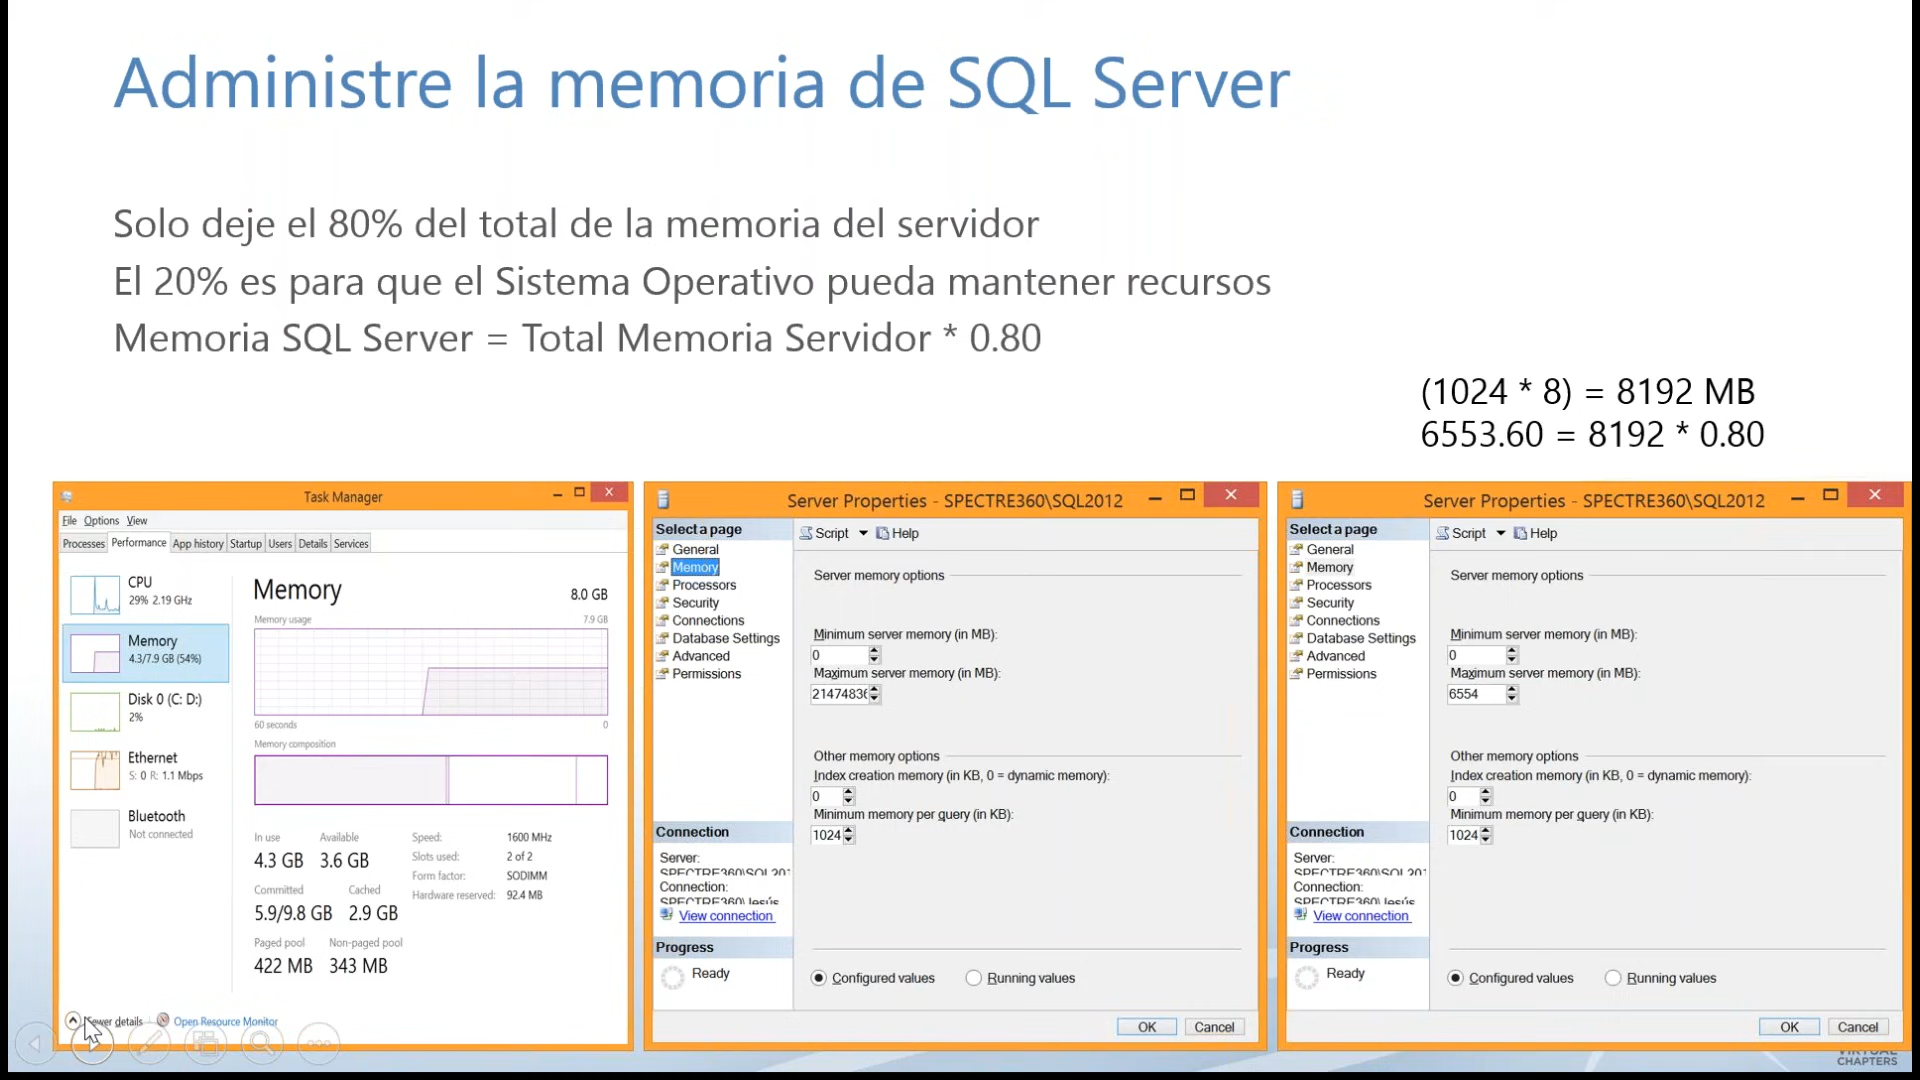 Administre la memoria de SQL Server
Solo deje el 80% del total de la memoria del servidor
El 20% es para que el Sistema Operativo pueda mantener recursos
Memoria SQL Server = Total Memoria Servidor * 0.80
(1024 * 8) = 8192 MB
6553.60 = 8192 * 0.80
Task Manager
File Options View
Processes Performance App history Startup Users Details Services
CPU
29% 2.19 GHz
Memory
4.3/7.9 GB (54%)
Disk 0 (C: D:)
2%
Ethernet
S: 0 R: 1.1 Mbps
Bluetooth
Not connected
Memory 8.0 GB
Memory usage 7.9 GB
60 seconds 0
Memory composition
In use Available
4.3 GB 3.6 GB
Committed Cached
5.9/9.8 GB 2.9 GB
Paged pool Non-paged pool
422 MB 343 MB
Speed: 1600 MHz
Slots used: 2 of 2
Form factor: SODIMM
Hardware reserved: 92.4 MB
Fewer details Open Resource Monitor
Server Properties - SPECTRE360\SQL2012
Select a page
General
Memory
Processors
Security
Connections
Database Settings
Advanced
Permissions
Connection
Server:
SPECTRE360\SQL201
Connection:
SPECTRE360\Jesús
View connection
Progress
Ready
Script Help
Server memory options
Minimum server memory (in MB):
0
Maximum server memory (in MB):
21474836
Other memory options
Index creation memory (in KB, 0 = dynamic memory):
0
Minimum memory per query (in KB):
1024
Configured values Running values
OK Cancel
Server Properties - SPECTRE360\SQL2012
Select a page
General
Memory
Processors
Security
Connections
Database Settings
Advanced
Permissions
Connection
Server:
SPECTRE360\SQL201
Connection:
SPECTRE360\Jesús
View connection
Progress
Ready
Script Help
Server memory options
Minimum server memory (in MB):
0
Maximum server memory (in MB):
6554
Other memory options
Index creation memory (in KB, 0 = dynamic memory):
0
Minimum memory per query (in KB):
1024
Configured values Running values
OK Cancel
VIRTUAL
CHAPTERS